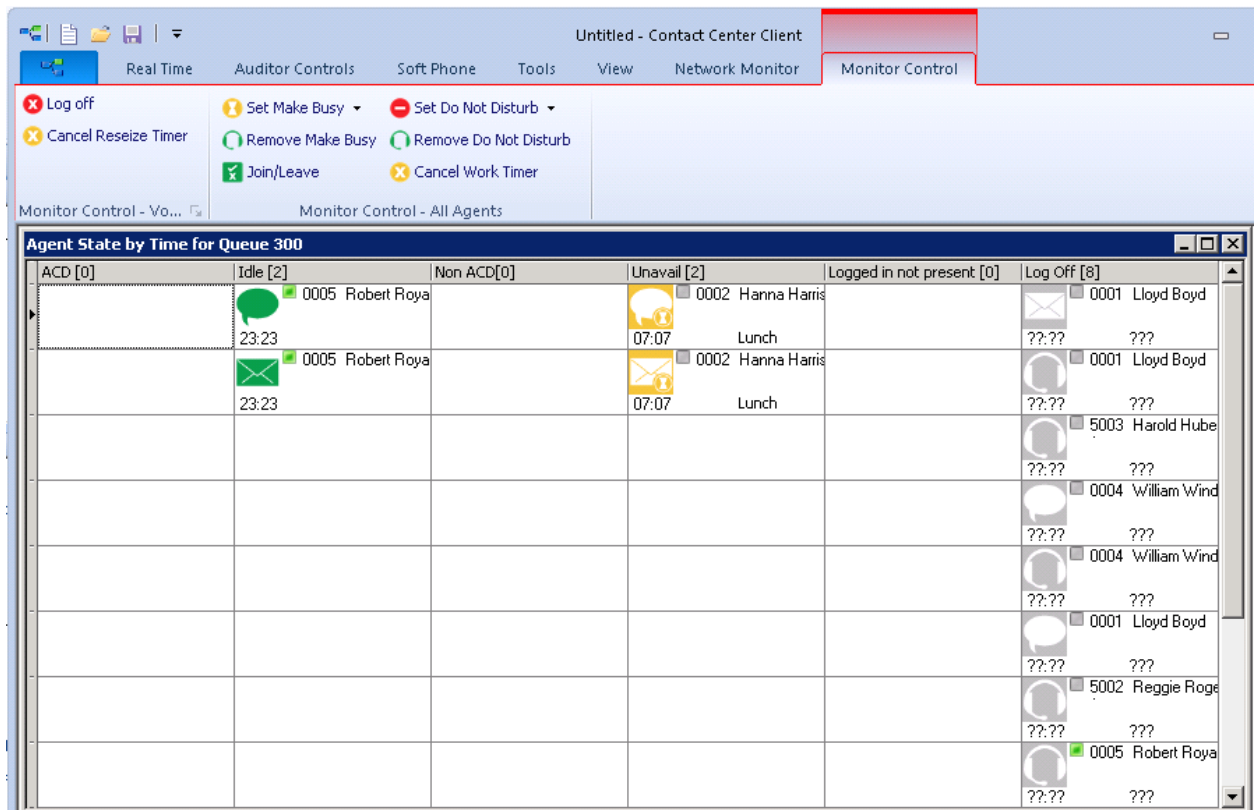 Untitled - Contact Center Client
Real Time Auditor Controls Soft Phone Tools View Network Monitor Monitor Control
Log off Set Make Busy Set Do Not Disturb
Cancel Reseize Timer Remove Make Busy Remove Do Not Disturb
Join/Leave Cancel Work Timer
Monitor Control - Vo... Monitor Control - All Agents
Agent State by Time for Queue 300
ACD [0] Idle [2] Non ACD[0] Unavail [2] Logged in not present [0] Log Off [8]
0005 Robert Roya 0002 Hanna Harris 0001 Lloyd Boyd
23:23 07:07 Lunch ??:?? ???
0005 Robert Roya 0002 Hanna Harris 0001 Lloyd Boyd
23:23 07:07 Lunch ??:?? ???
5003 Harold Hube
??:?? ???
0004 William Wind
??:?? ???
0004 William Wind
??:?? ???
0001 Lloyd Boyd
??:?? ???
5002 Reggie Roge
??:?? ???
0005 Robert Roya
??:?? ???